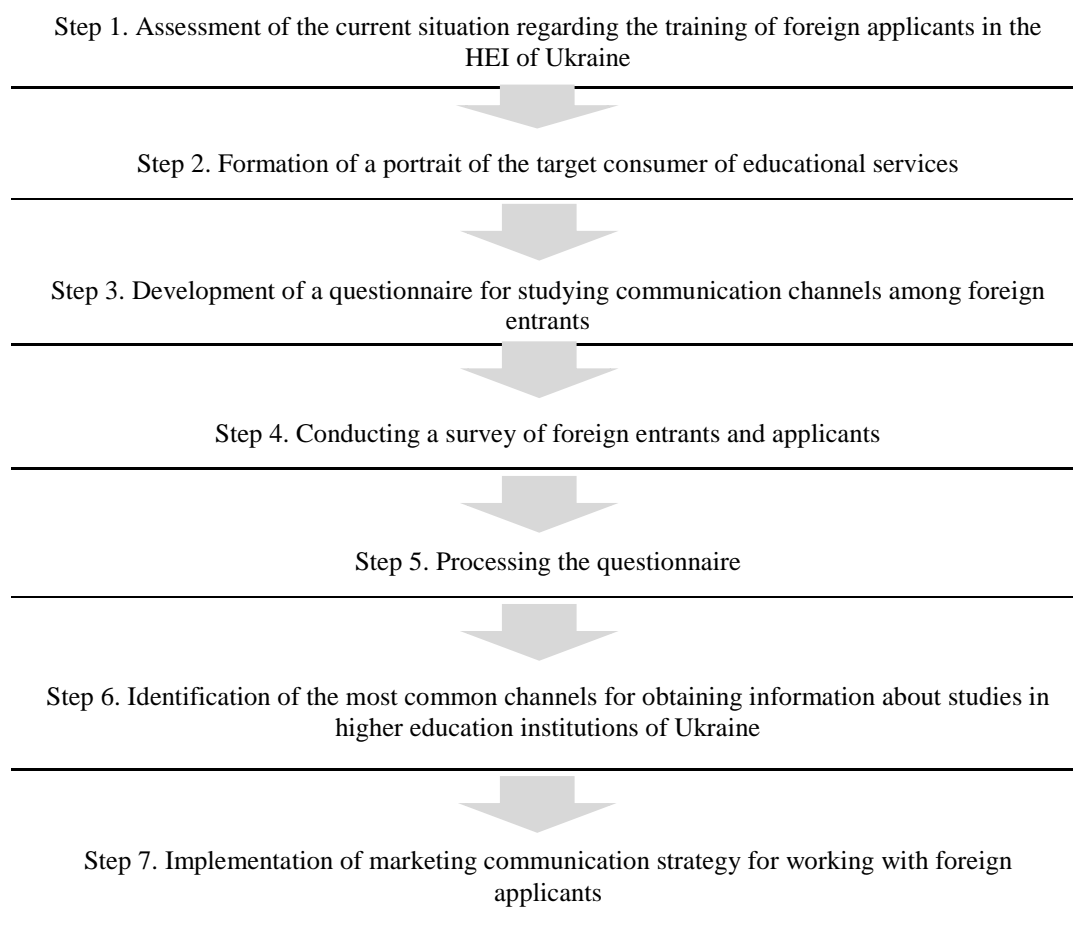 Step 1. Assessment of the current situation regarding the training of foreign applicants in the
HEI of Ukraine
Step 2. Formation of a portrait of the target consumer of educational services
Step 3. Development of a questionnaire for studying communication channels among foreign
entrants
Step 4. Conducting a survey of foreign entrants and applicants
Step 5. Processing the questionnaire
Step 6. Identification of the most common channels for obtaining information about studies in
higher education institutions of Ukraine
Step 7. Implementation of marketing communication strategy for working with foreign
applicants